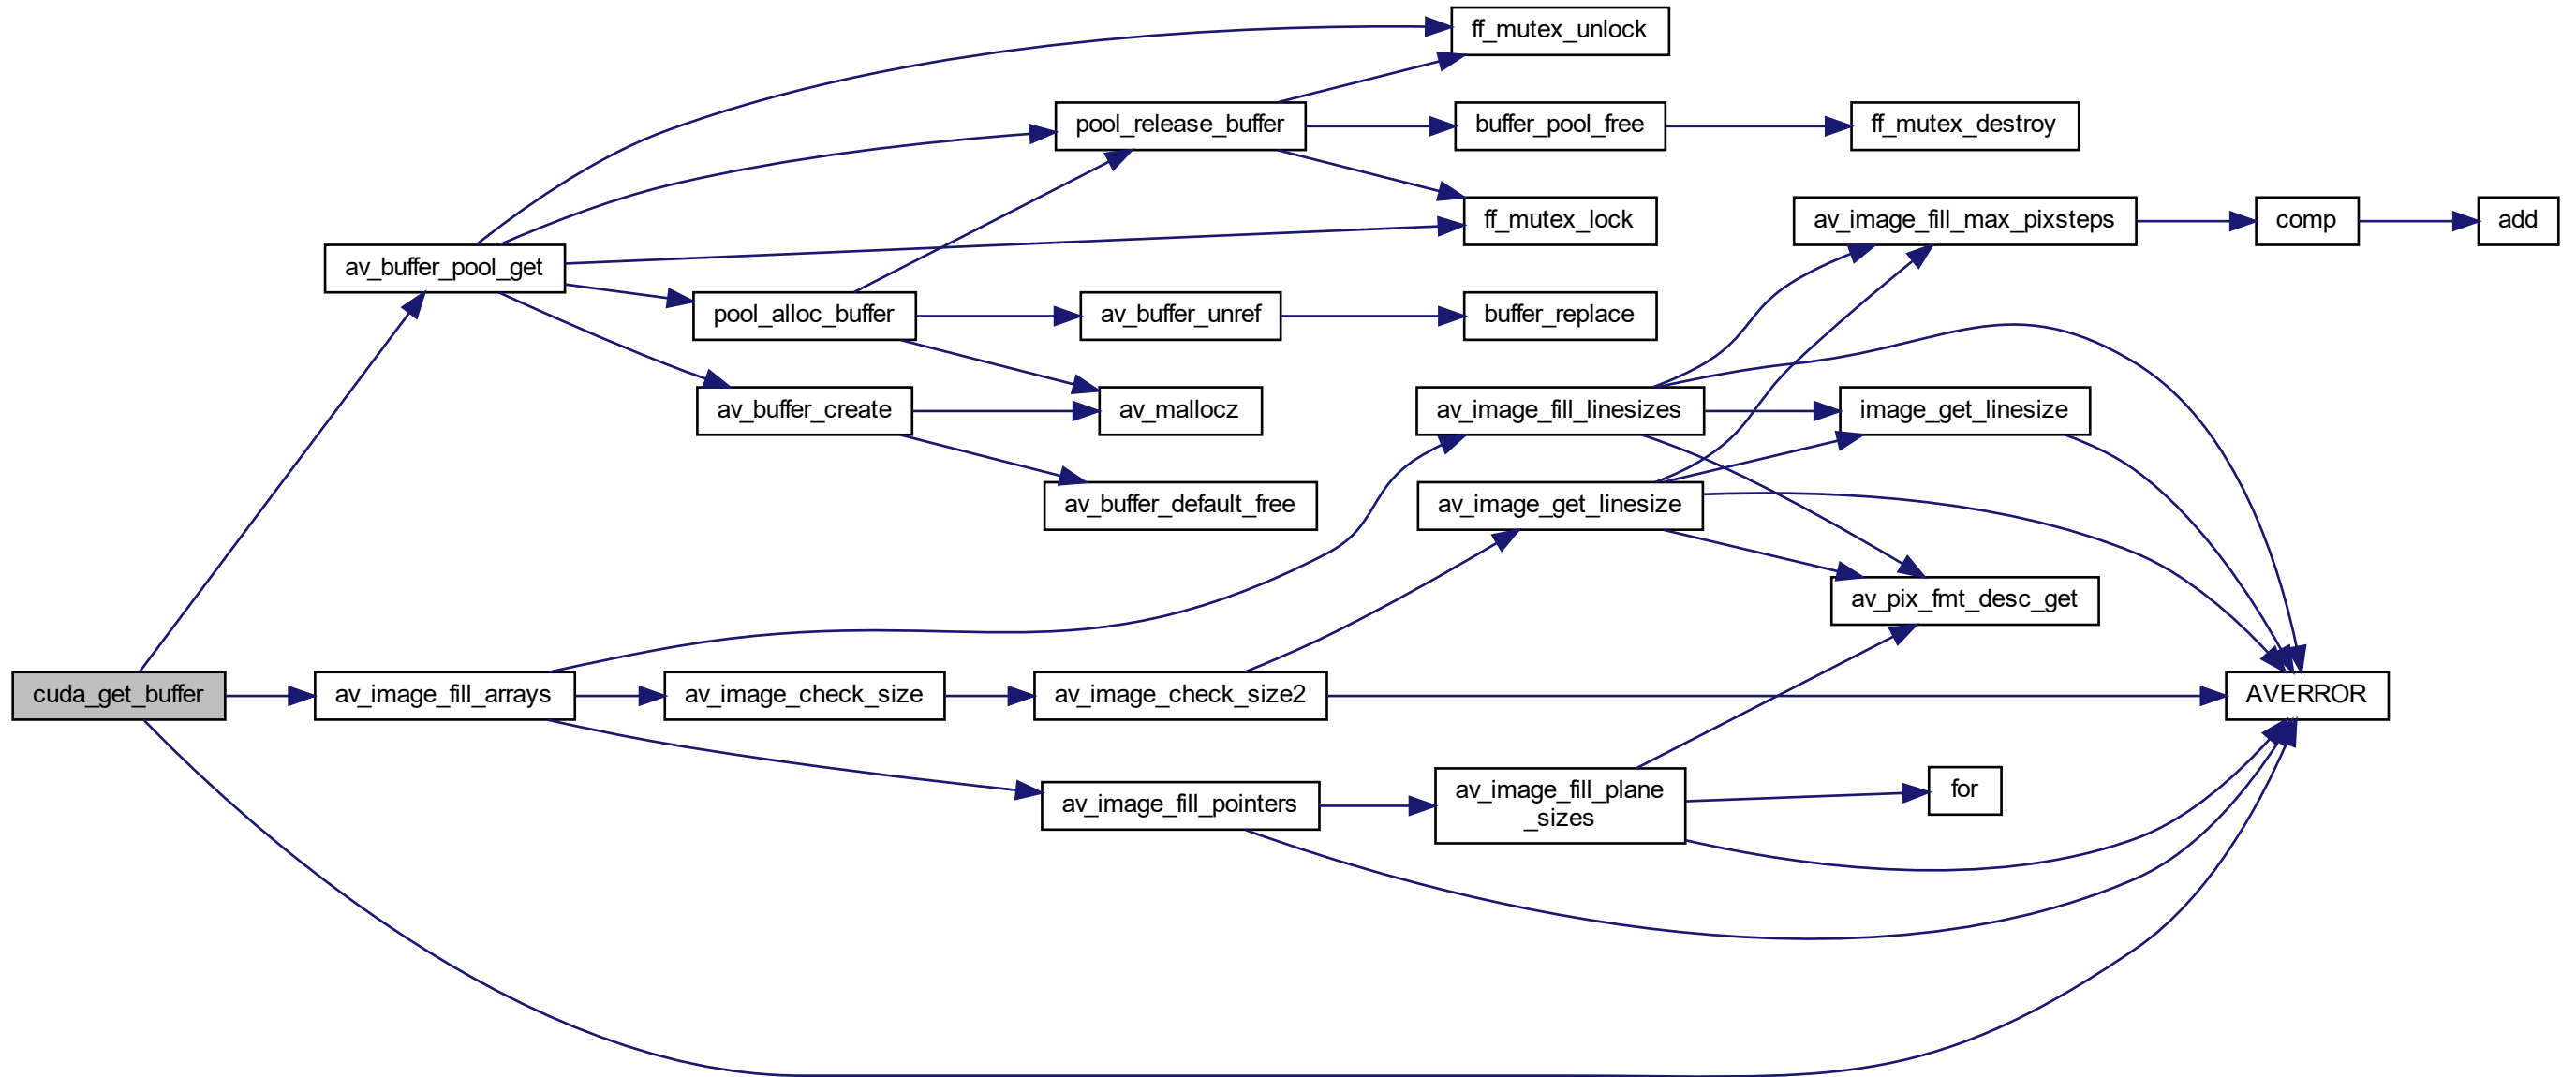 ff_mutex_unlock
pool_release_buffer
buffer_pool_free
ff_mutex_destroy
ff_mutex_lock
av_image_fill_max_pixsteps
comp
add
av_buffer_pool_get
pool_alloc_buffer
av_buffer_unref
buffer_replace
av_buffer_create
av_mallocz
av_image_fill_linesizes
image_get_linesize
av_buffer_default_free
av_image_get_linesize
av_pix_fmt_desc_get
cuda_get_buffer
av_image_fill_arrays
av_image_check_size
av_image_check_size2
AVERROR
av_image_fill_pointers
av_image_fill_plane
_sizes
for